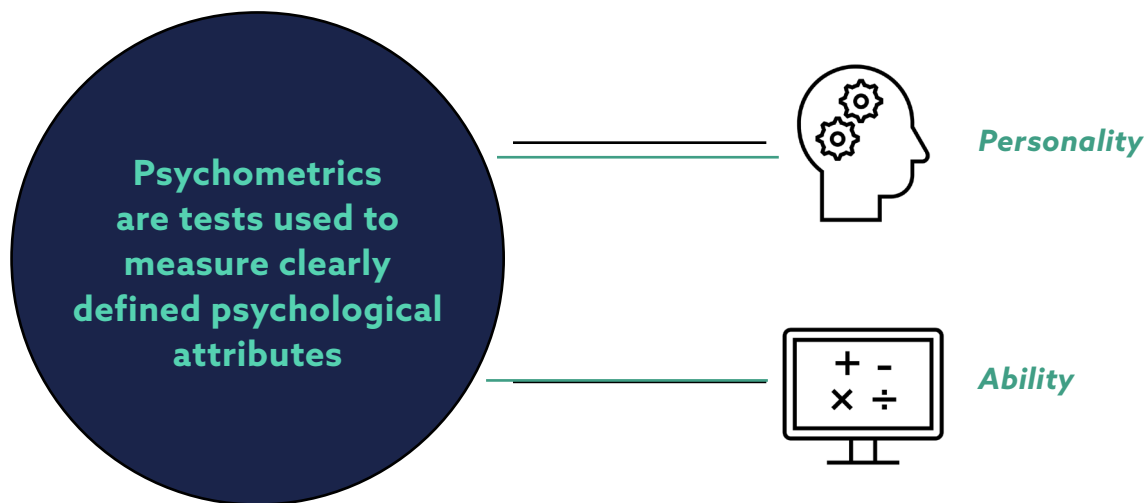 Psychometrics
are tests used to
measure clearly
defined psychological
attributes
Personality
+ -
× ÷
Ability